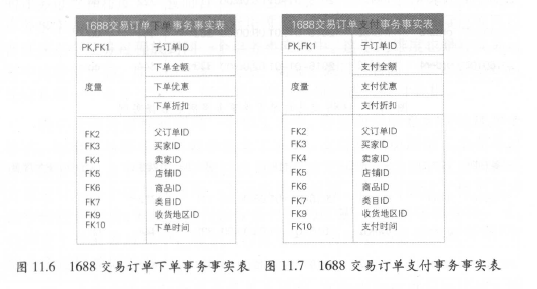 1688交易订单下单事务事实表
PK,FK1 子订单ID
度量
下单金额
下单优惠
下单折扣
FK2 父订单ID
FK3 买家ID
FK4 卖家ID
FK5 店铺ID
FK6 商品ID
FK7 类目ID
FK9 收货地区ID
FK10 下单时间
图 11.6 1688 交易订单下单事务事实表
1688交易订单支付事务事实表
PK,FK1 子订单ID
度量
支付金额
支付优惠
支付折扣
FK2 父订单ID
FK3 买家ID
FK4 卖家ID
FK5 店铺ID
FK6 商品ID
FK7 类目ID
FK9 收货地区ID
FK10 支付时间
图 11.7 1688 交易订单支付事务事实表